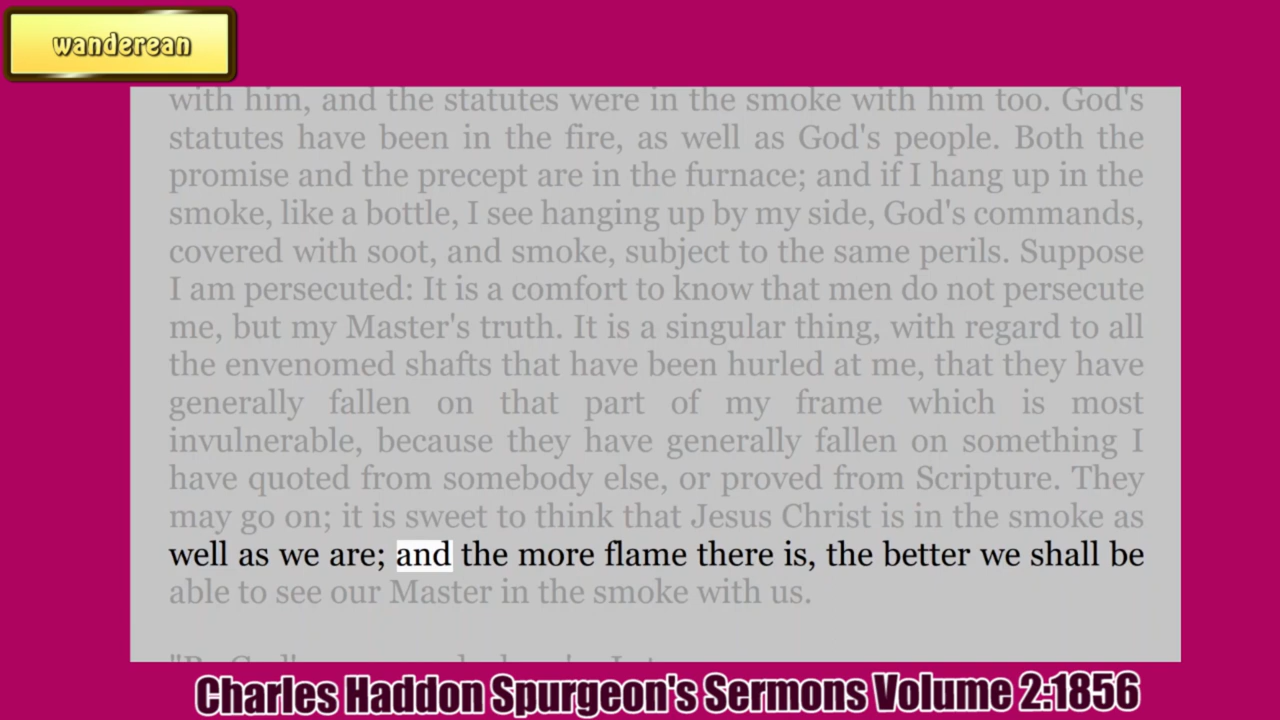 wanderean
with him, and the statutes were in the smoke with him too. God's
statutes have been in the fire, as well as God's people. Both the
promise and the precept are in the furnace; and if I hang up in the
smoke, like a bottle, I see hanging up by my side, God's commands,
covered with soot, and smoke, subject to the same perils. Suppose
I am persecuted: It is a comfort to know that men do not persecute
me, but my Master's truth. It is a singular thing, with regard to all
the envenomed shafts that have been hurled at me, that they have
generally fallen on that part of my frame which is most
invulnerable, because they have generally fallen on something I
have quoted from somebody else, or proved from Scripture. They
may go on; it is sweet to think that Jesus Christ is in the smoke as
well as we are; and the more flame there is, the better we shall be
able to see our Master in the smoke with us.
Charles Haddon Spurgeon's Sermons Volume 2:1856